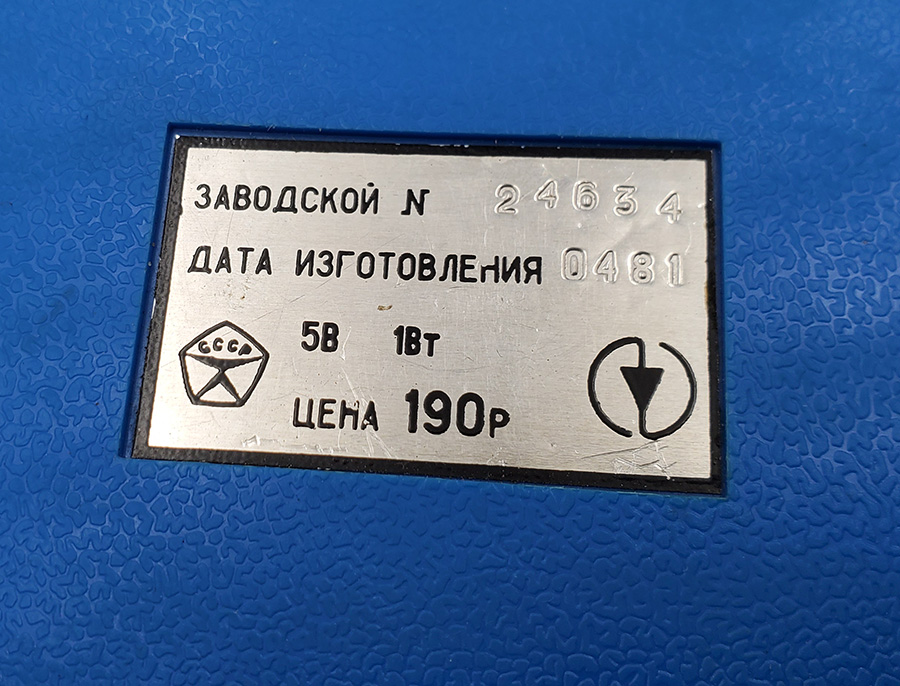 ЗАВОДСКОЙ N 24634
ДАТА ИЗГОТОВЛЕНИЯ 0481
СССР
5В 1Вт
ЦЕНА 190р